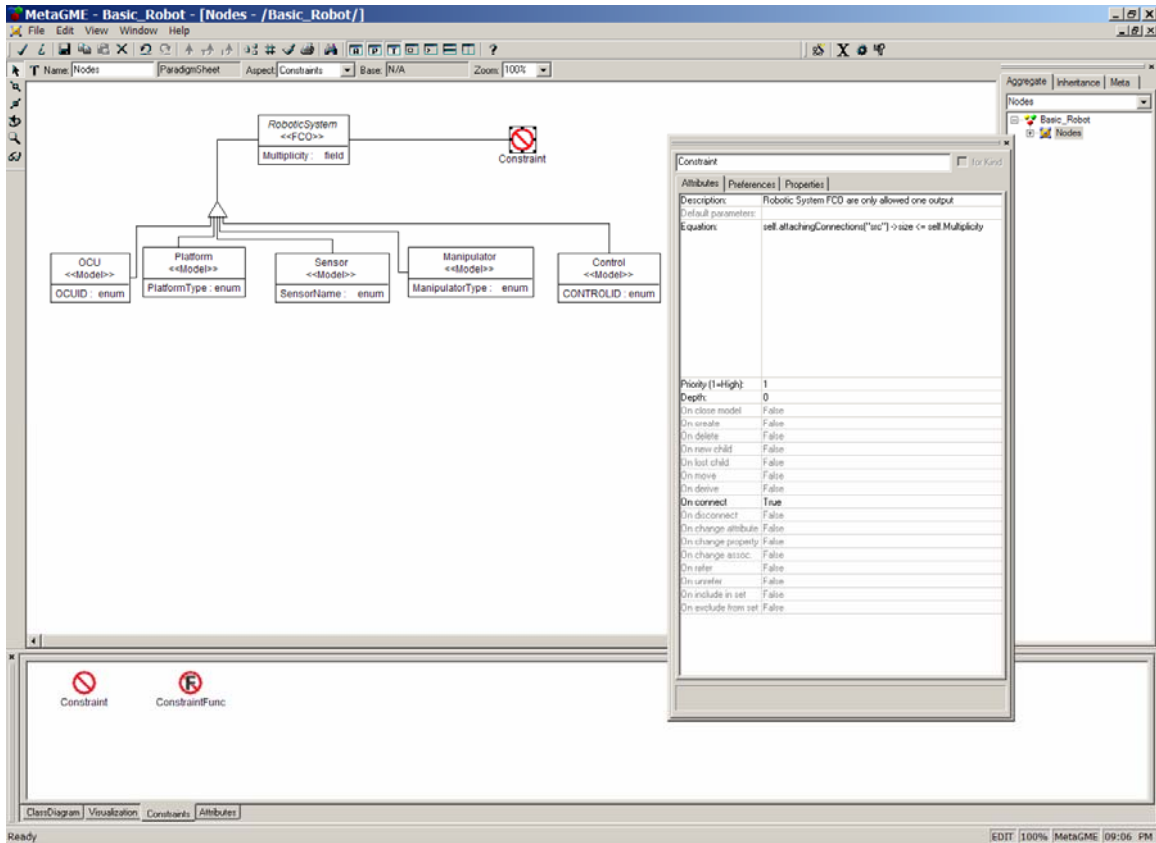 MetaGME - Basic_Robot - [Nodes - /Basic_Robot/]
File Edit View Window Help
Name: Nodes ParadigmSheet Aspect: Constraints Base: N/A Zoom: 100%
Aggregate Inheritance Meta
Nodes
Basic_Robot
Nodes
RoboticSystem
<<FCO>>
Multiplicity : field
Constraint
OCU
<<Model>>
OCUID : enum
Platform
<<Model>>
PlatformType : enum
Sensor
<<Model>>
SensorName : enum
Manipulator
<<Model>>
ManipulatorType : enum
Control
<<Model>>
CONTROLID : enum
Constraint for Kind
Attributes Preferences Properties
Description: Robotic System FCO are only allowed one output
Default parameters:
Equation: self.attachingConnections("src") ->size <= self.Multiplicity
Priority (1=High): 1
Depth: 0
On close model False
On create False
On delete False
On new child False
On lost child False
On move False
On derive False
On connect True
On disconnect False
On change attribute False
On change property False
On change assoc. False
On refer False
On unrefer False
On include in set False
On exclude from set False
Constraint
ConstraintFunc
ClassDiagram Visualization Constraints Attributes
Ready
EDIT 100% MetaGME 09:06 PM